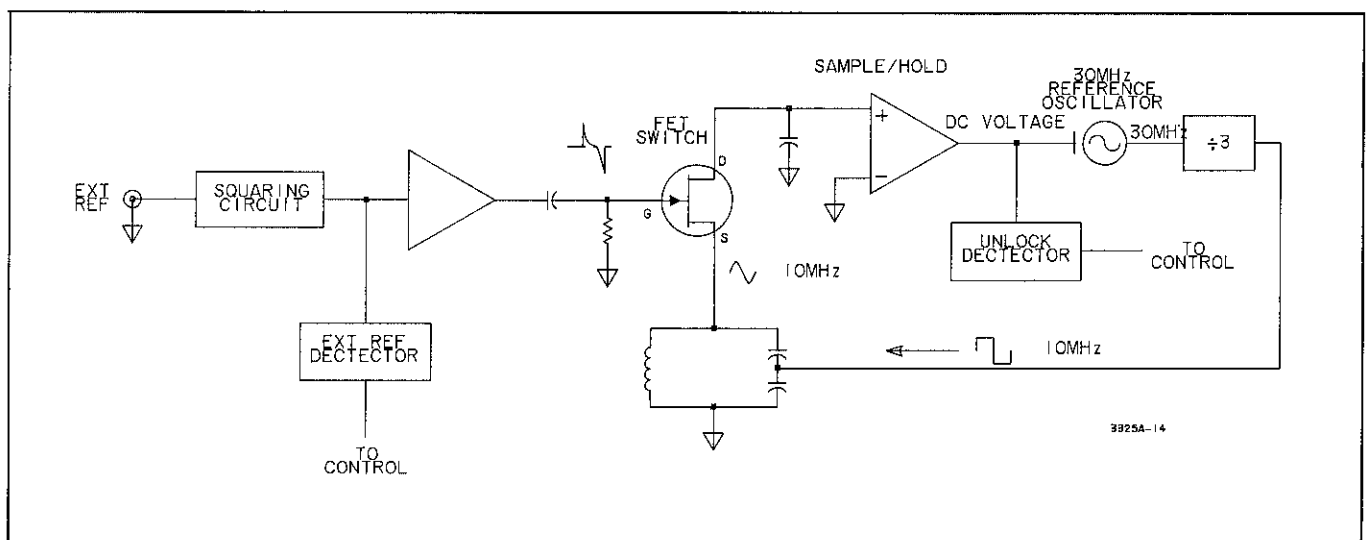 SAMPLE/HOLD
30MHz
REFERENCE
OSCILLATOR
FET
SWITCH
DC VOLTAGE
30MHz
÷3
D
+
EXT
REF
SQUARING
CIRCUIT
G
−
S
UNLOCK
DECTECTOR
TO
CONTROL
10MHz
EXT REF
DECTECTOR
10MHz
3325A-14
TO
CONTROL